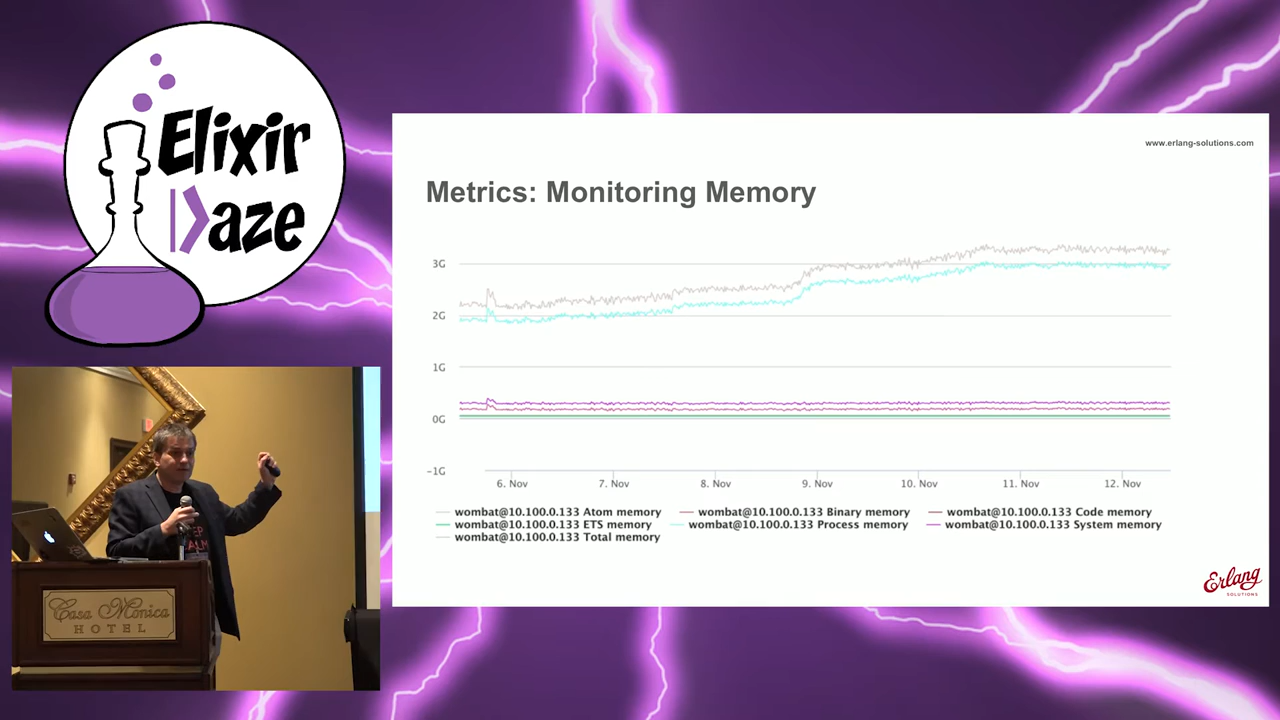 Elixir
Daze
www.erlang-solutions.com
Metrics: Monitoring Memory
3G
2G
1G
0G
-1G
6. Nov 7. Nov 8. Nov 9. Nov 10. Nov 11. Nov 12. Nov
wombat@10.100.0.133 Atom memory wombat@10.100.0.133 Binary memory wombat@10.100.0.133 Code memory
wombat@10.100.0.133 ETS memory wombat@10.100.0.133 Process memory wombat@10.100.0.133 System memory
wombat@10.100.0.133 Total memory
Erlang
SOLUTIONS
Casa Monica
HOTEL